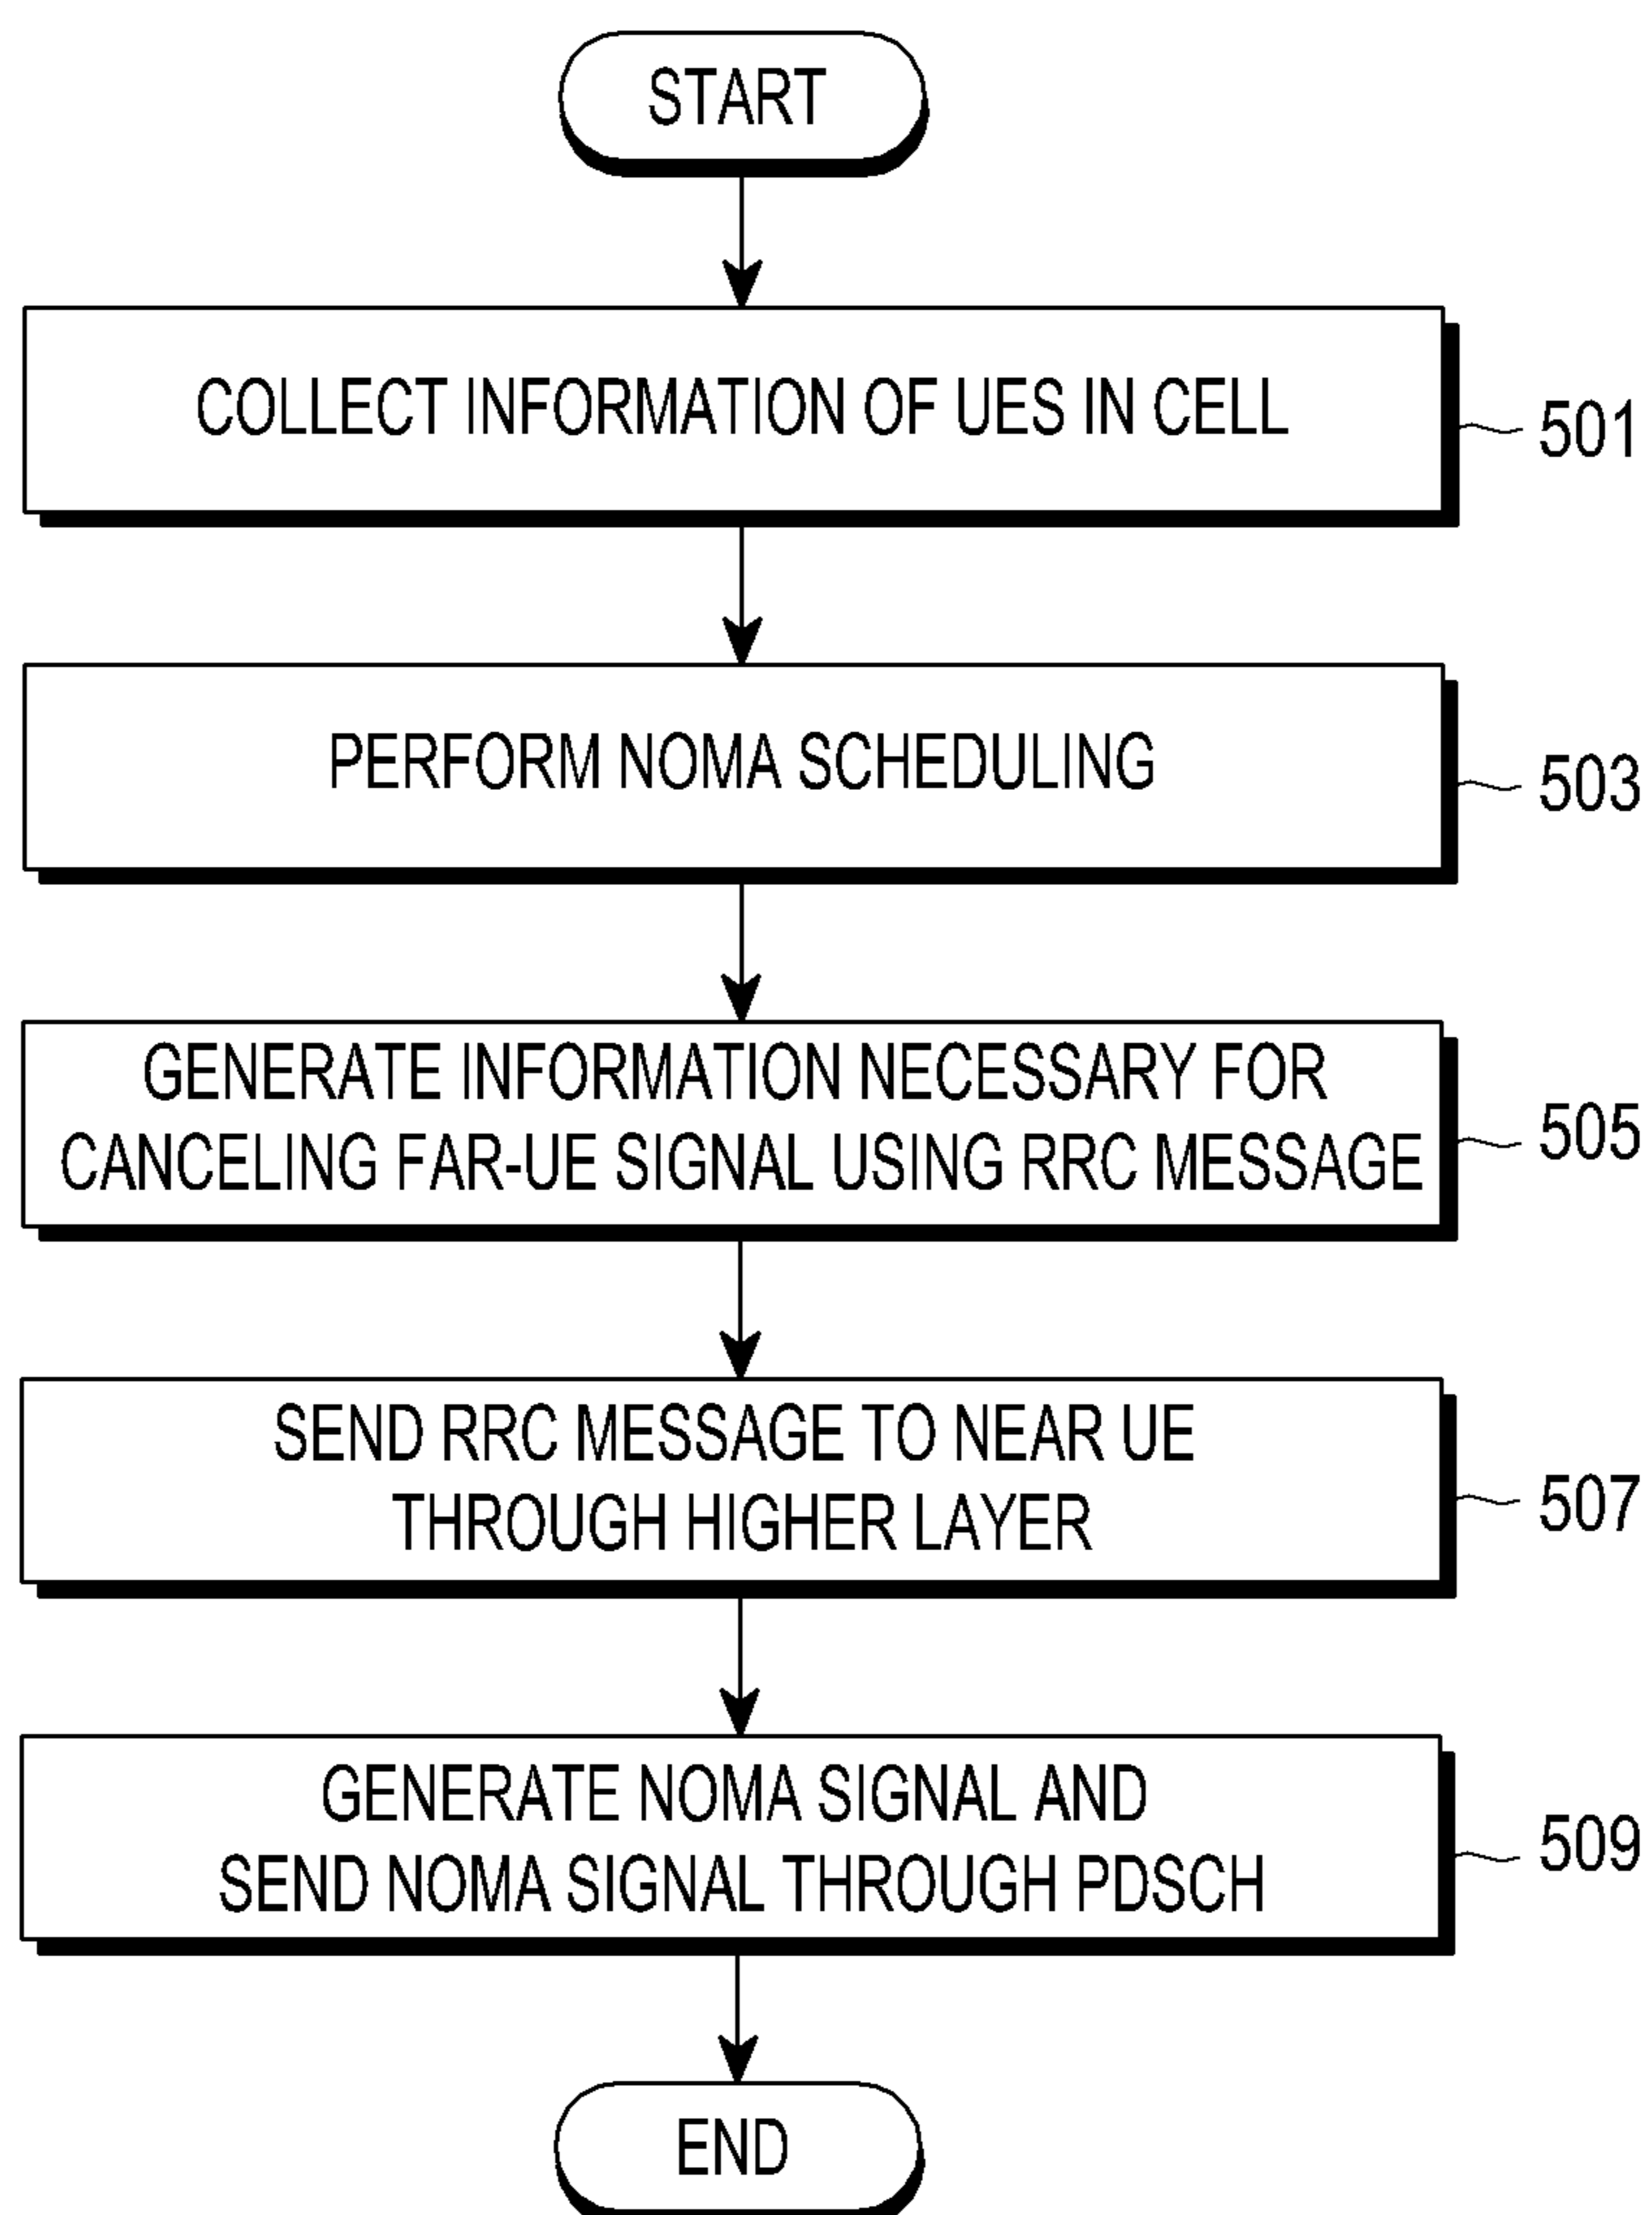 START
COLLECT INFORMATION OF UES IN CELL
501
PERFORM NOMA SCHEDULING
503
GENERATE INFORMATION NECESSARY FOR
CANCELING FAR-UE SIGNAL USING RRC MESSAGE
505
SEND RRC MESSAGE TO NEAR UE
THROUGH HIGHER LAYER
507
GENERATE NOMA SIGNAL AND
SEND NOMA SIGNAL THROUGH PDSCH
509
END